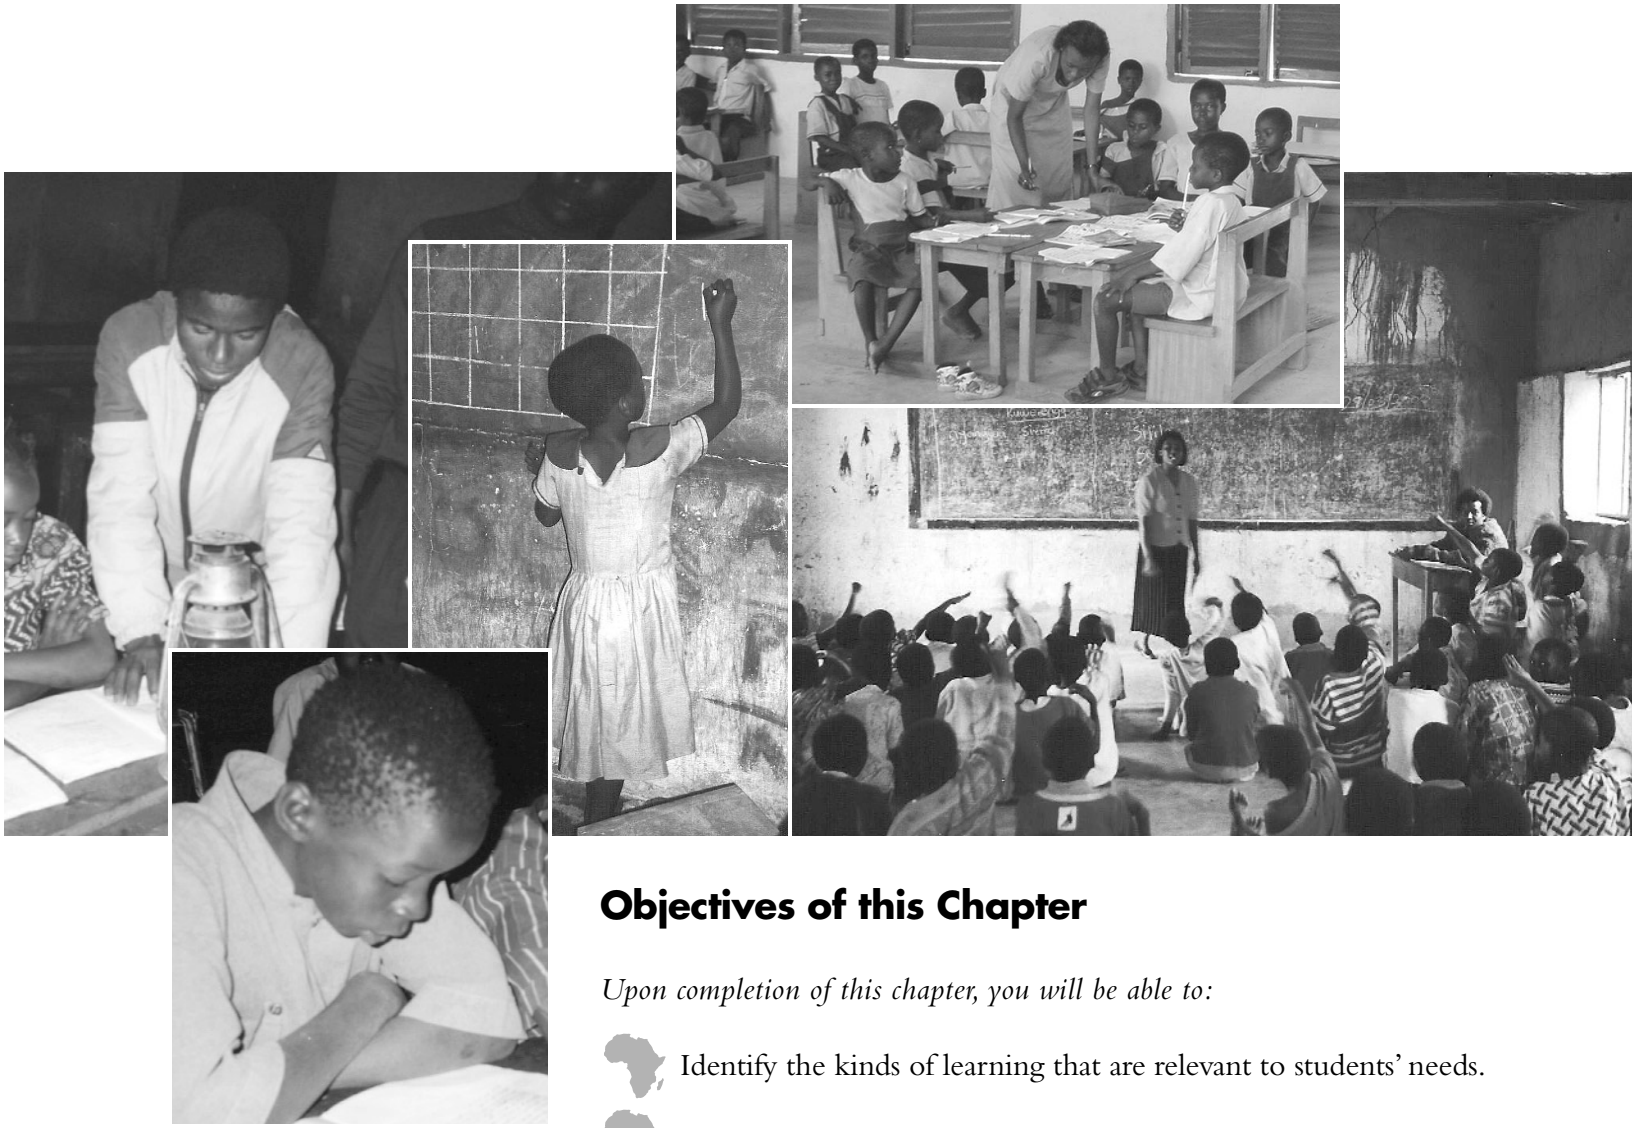 Objectives of this Chapter
Upon completion of this chapter, you will be able to:
Identify the kinds of learning that are relevant to students’ needs.